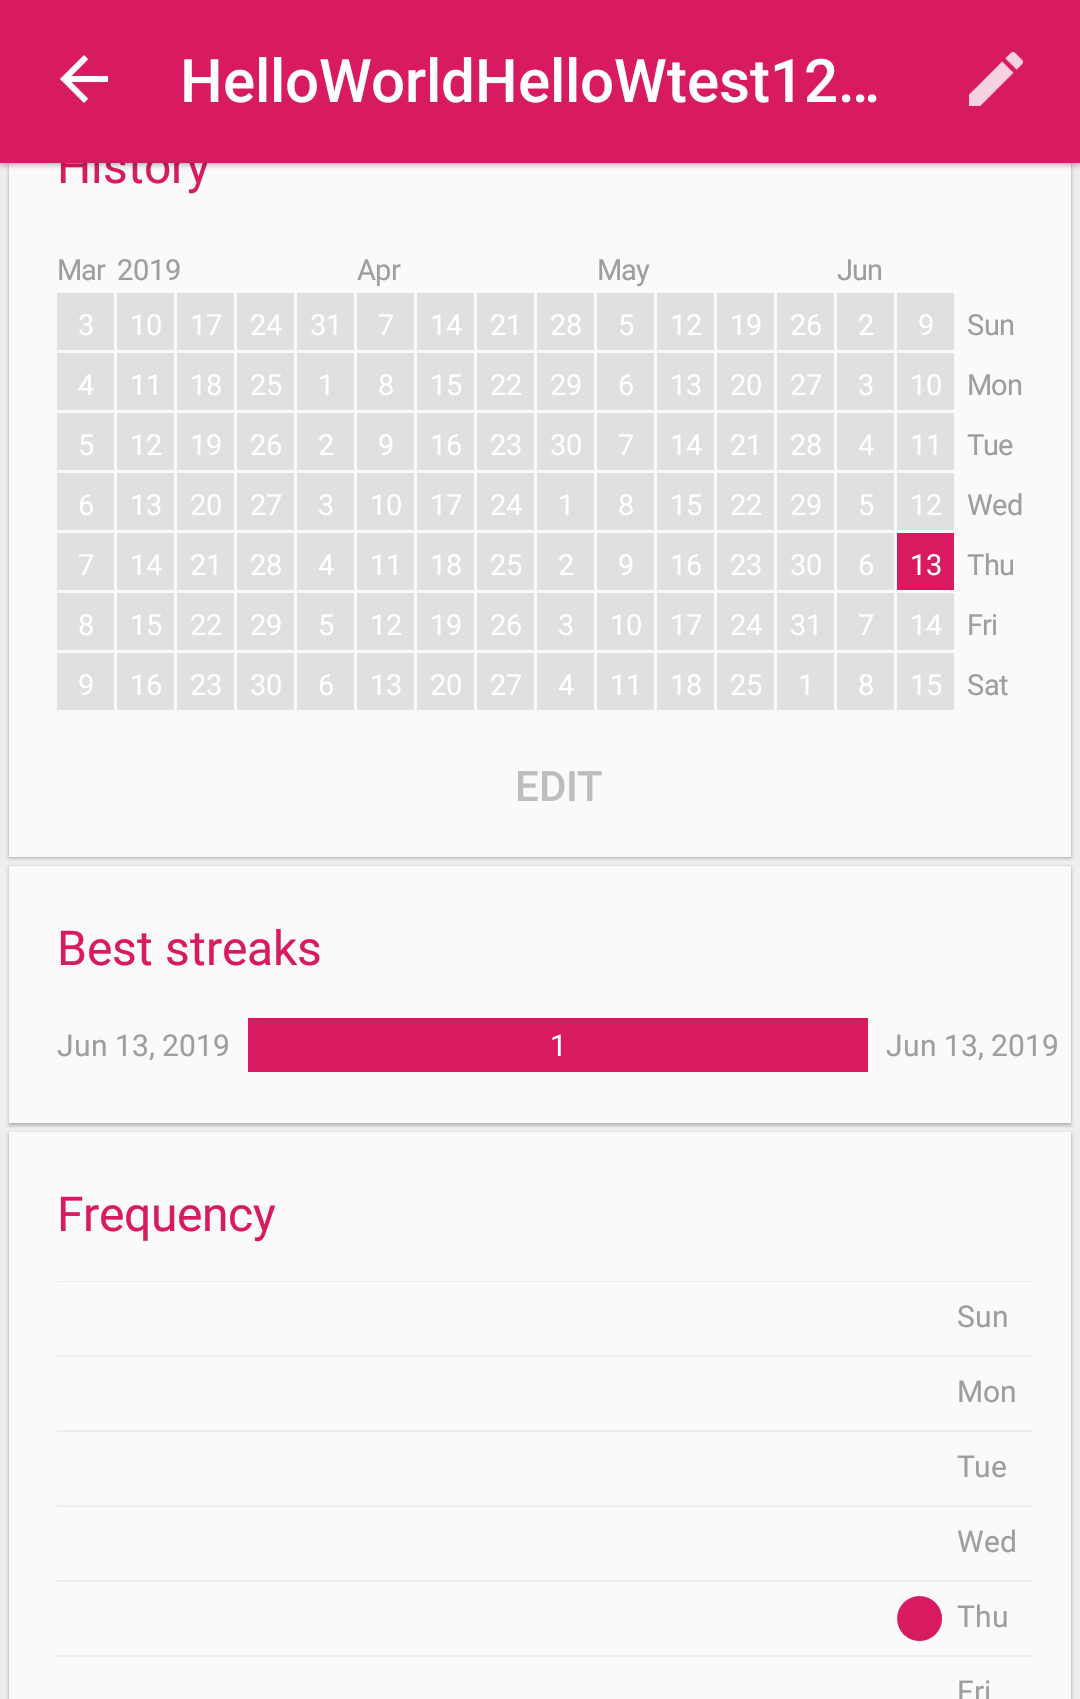 HelloWorldHelloWtest12...
History
Mar 2019 Apr May Jun
3 10 17 24 31 7 14 21 28 5 12 19 26 2 9 Sun
4 11 18 25 1 8 15 22 29 6 13 20 27 3 10 Mon
5 12 19 26 2 9 16 23 30 7 14 21 28 4 11 Tue
6 13 20 27 3 10 17 24 1 8 15 22 29 5 12 Wed
7 14 21 28 4 11 18 25 2 9 16 23 30 6 13 Thu
8 15 22 29 5 12 19 26 3 10 17 24 31 7 14 Fri
9 16 23 30 6 13 20 27 4 11 18 25 1 8 15 Sat
EDIT
Best streaks
Jun 13, 2019 1 Jun 13, 2019
Frequency
Sun
Mon
Tue
Wed
Thu
Fri